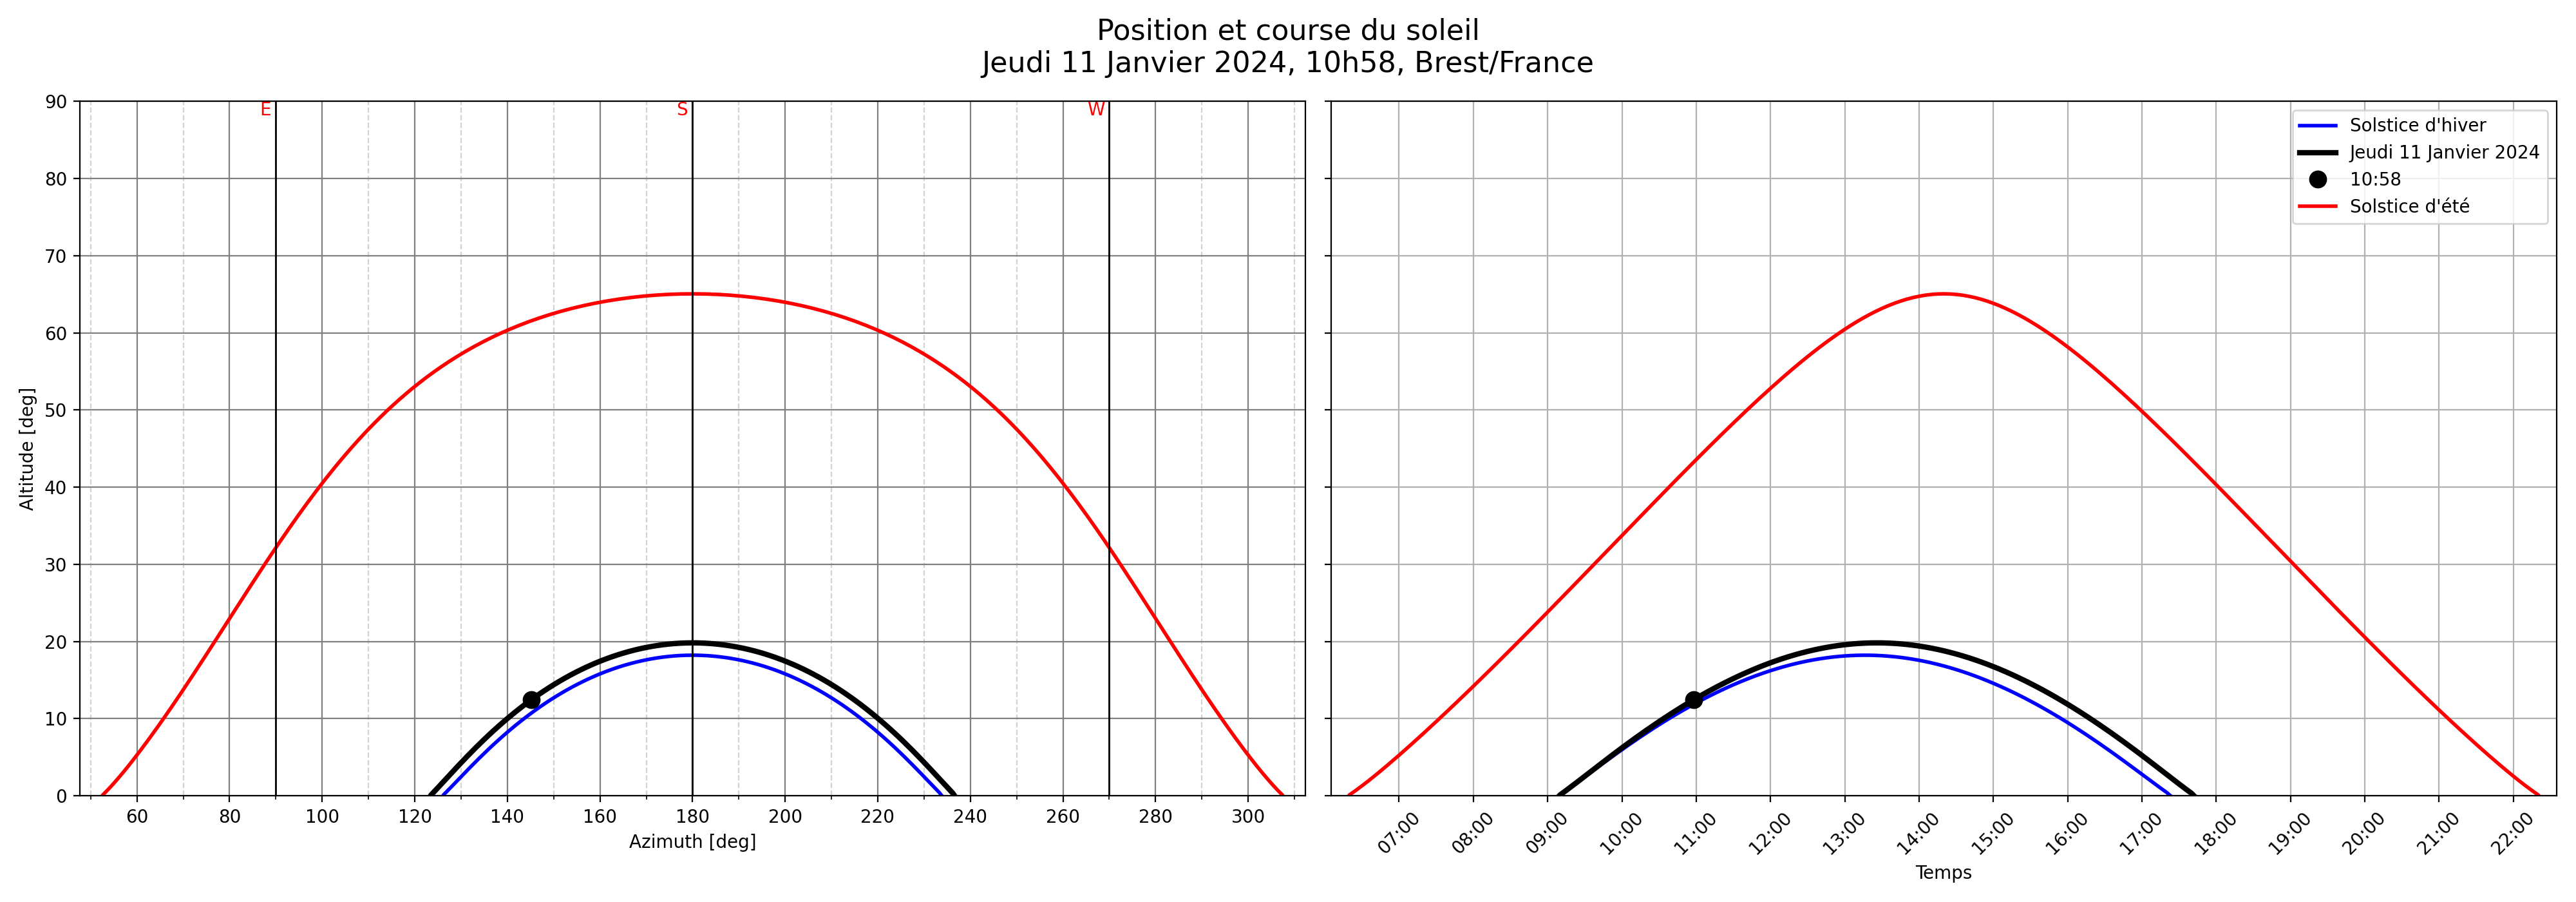 Position et course du soleil
Jeudi 11 Janvier 2024, 10h58, Brest/France
E
S
W
90
80
70
60
50
40
30
20
10
0
Altitude [deg]
60 80 100 120 140 160 180 200 220 240 260 280 300
Azimuth [deg]
Solstice d'hiver
Jeudi 11 Janvier 2024
10:58
Solstice d'été
07:00 08:00 09:00 10:00 11:00 12:00 13:00 14:00 15:00 16:00 17:00 18:00 19:00 20:00 21:00 22:00
Temps